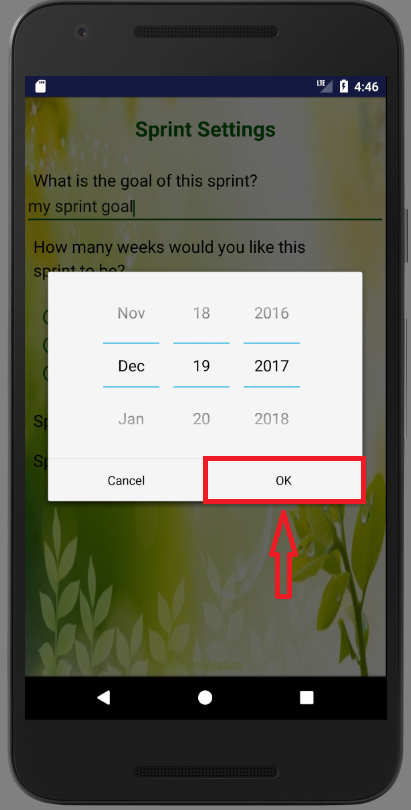 LTE 4:46
Sprint Settings
What is the goal of this sprint?
my sprint goal
How many weeks would you like this
sprint to be?
Nov 18 2016
Dec 19 2017
Jan 20 2018
Sp
Sp
Cancel OK